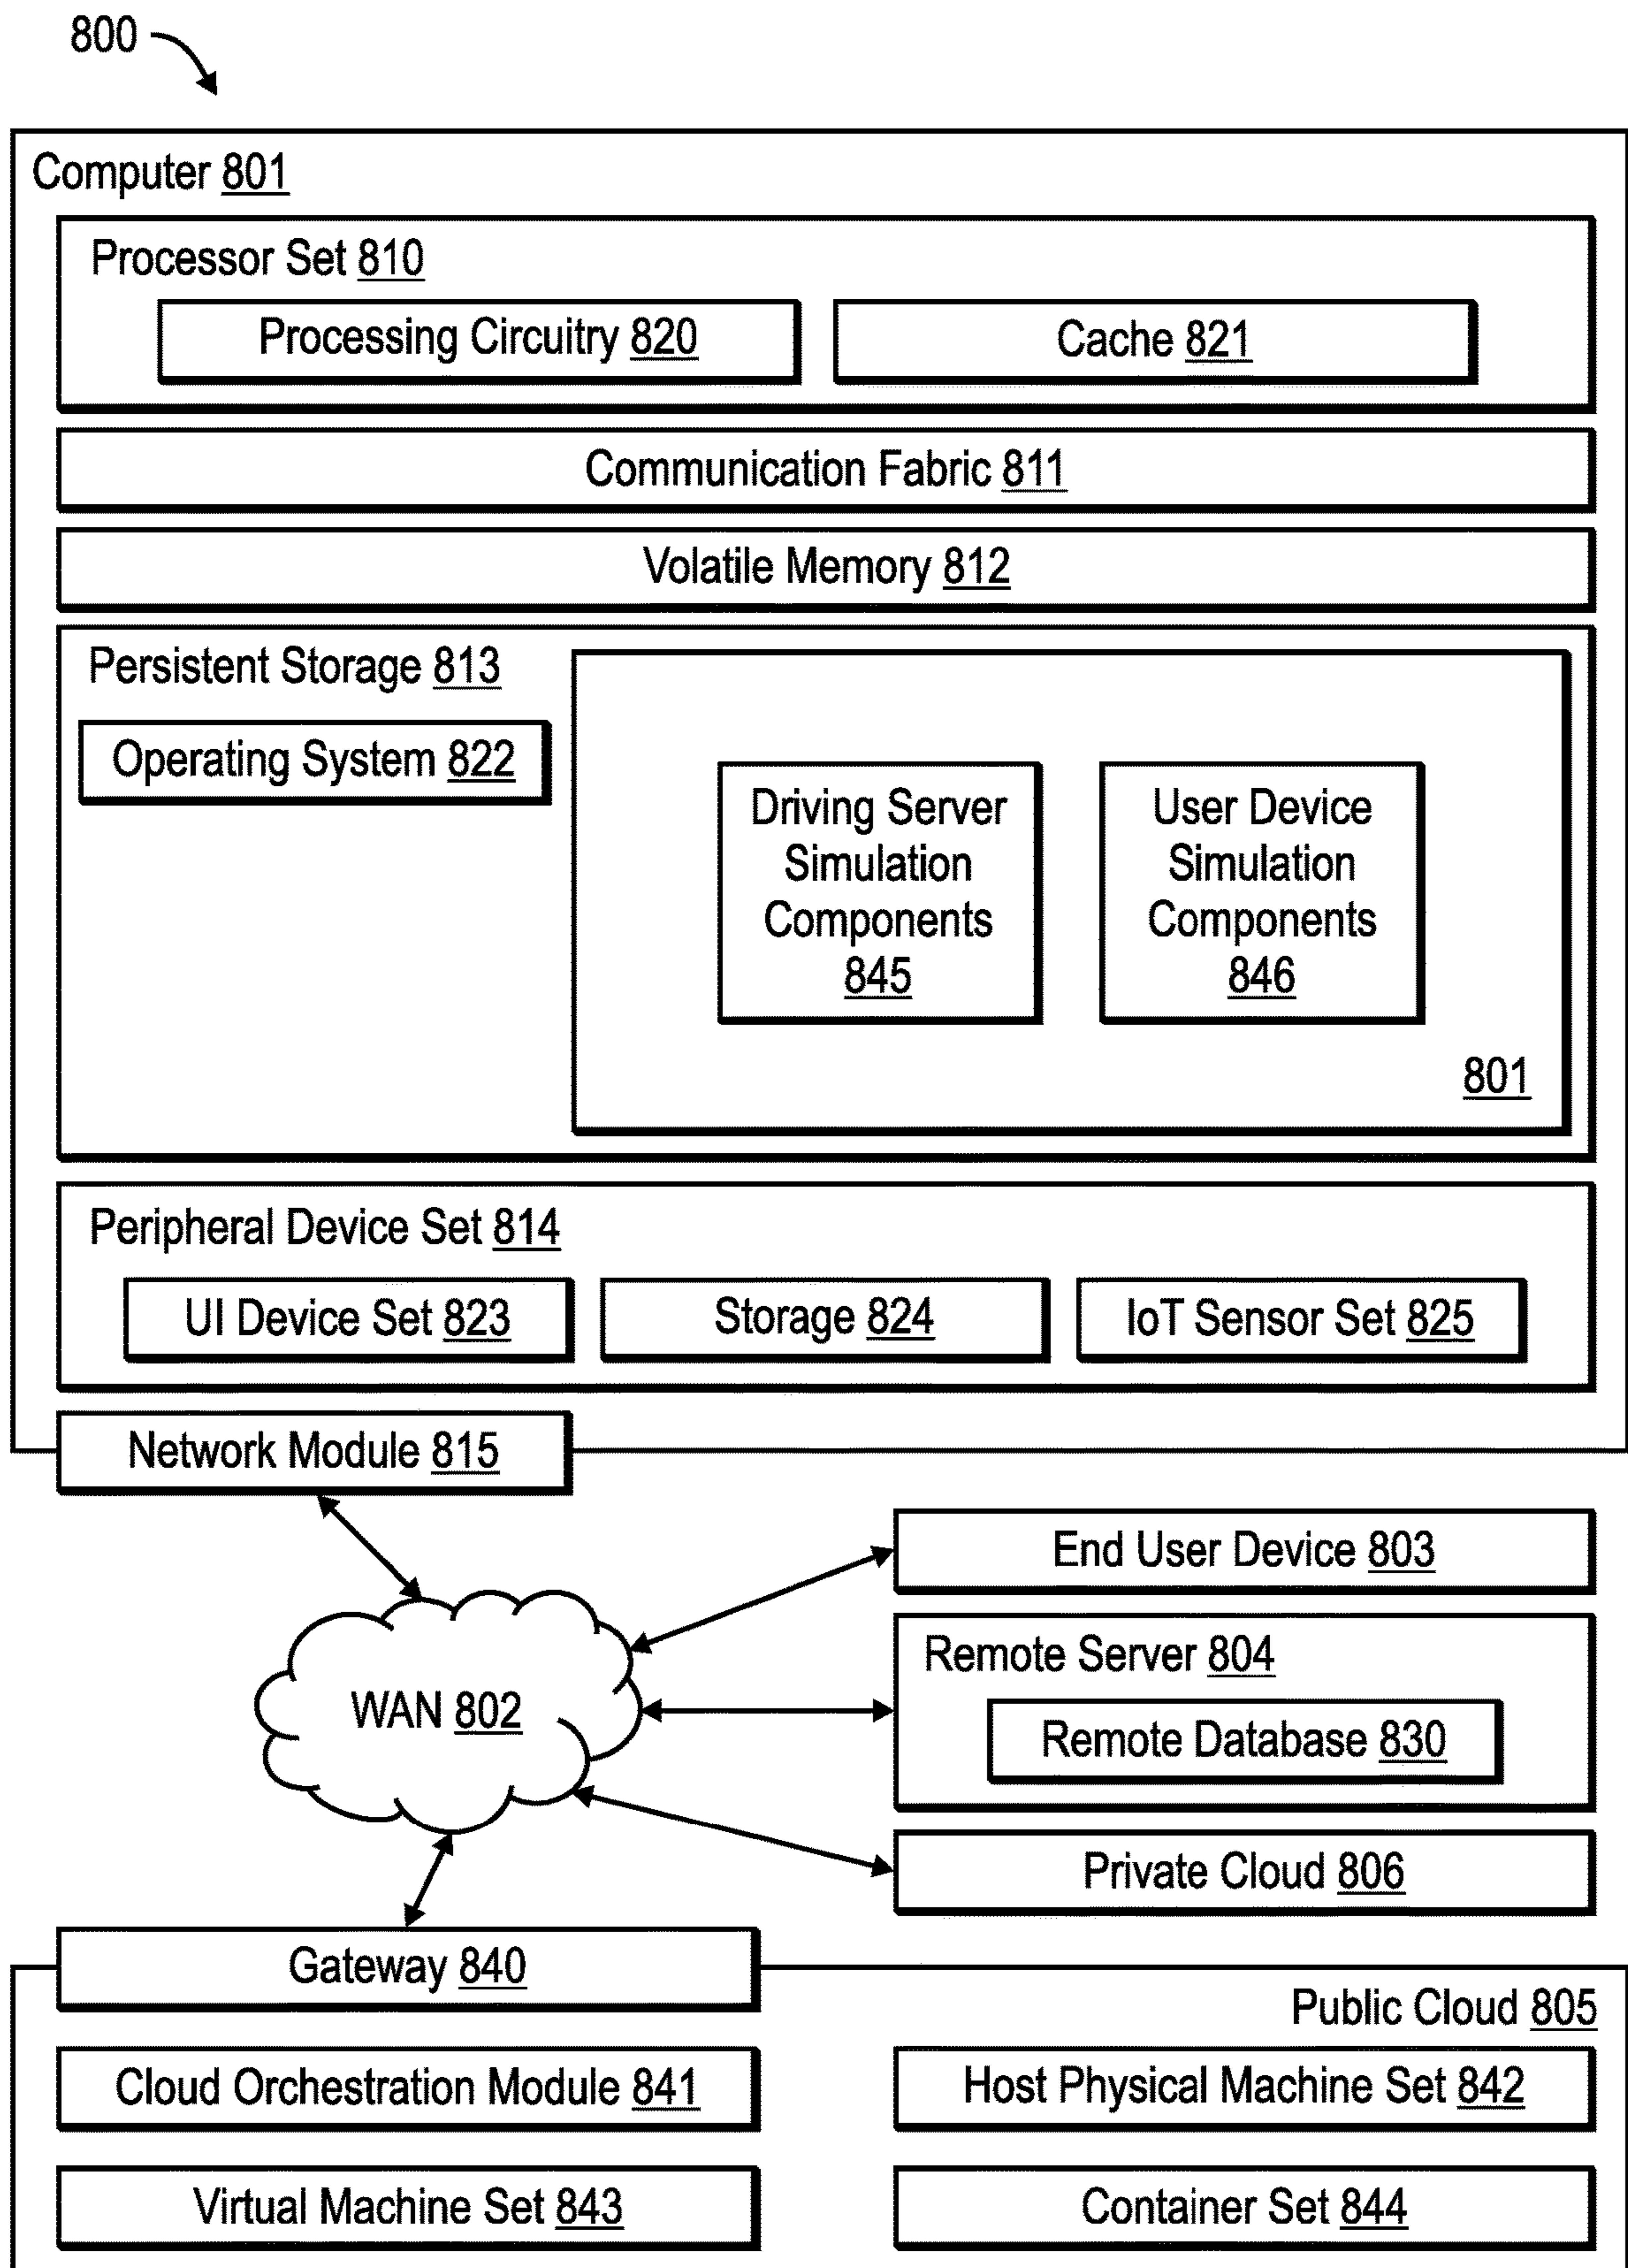 800
Computer 801
Processor Set 810
Processing Circuitry 820
Cache 821
Communication Fabric 811
Volatile Memory 812
Persistent Storage 813
Operating System 822
Driving Server
Simulation
Components
845
User Device
Simulation
Components
846
801
Peripheral Device Set 814
UI Device Set 823
Storage 824
IoT Sensor Set 825
Network Module 815
End User Device 803
Remote Server 804
WAN 802
Remote Database 830
Private Cloud 806
Gateway 840
Public Cloud 805
Cloud Orchestration Module 841
Host Physical Machine Set 842
Virtual Machine Set 843
Container Set 844